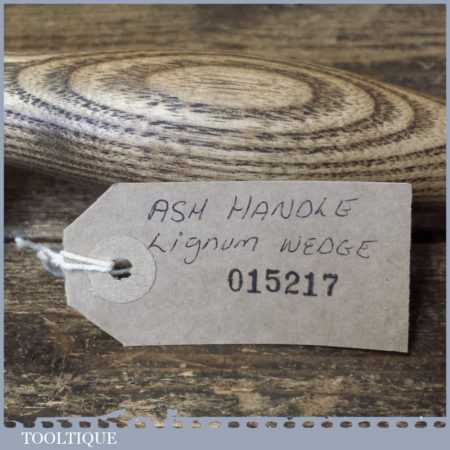 ASH HANDLE
Lignum WEDGE
015217
TOOLTIQUE